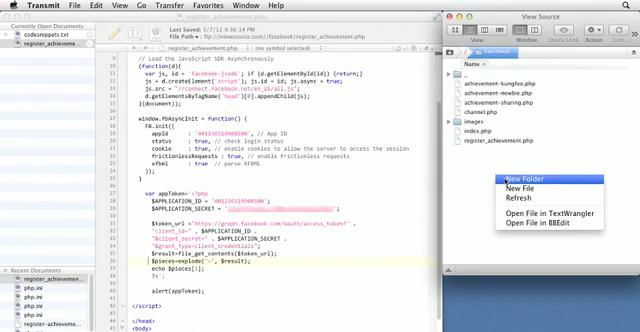 Transmit File Edit View Go Transfer Favorites Window Help
Currently Open Documents
codesnippets.txt
register_achievem...
register_achievement.php
Last Saved: 5/7/12 9:36:14 PM
File Path ▾: ftp://viewsource.com//facebook/register_achievement.php
register_achievement.php
(no symbol selected)
// Load the JavaScript SDK Asynchronously
(function(d){
var js, id = 'facebook-jssdk'; if (d.getElementById(id)) {return;}
js = d.createElement('script'); js.id = id; js.async = true;
js.src = "//connect.facebook.net/en_US/all.js";
d.getElementsByTagName('head')[0].appendChild(js);
}(document));
window.fbAsyncInit = function() {
FB.init({
appId : '401236519908500', // App ID
status : true, // check login status
cookie : true, // enable cookies to allow the server to access the session
frictionlessRequests : true, // enable frictionless requests
xfbml : true // parse XFBML
});
var appToken='<?php
$APPLICATION_ID = '401236519908500';
$APPLICATION_SECRET =
$token_url ="https://graph.facebook.com/oauth/access_token?" .
"client_id=" . $APPLICATION_ID .
"&client_secret=" . $APPLICATION_SECRET .
"&grant_type=client_credentials";
$result=file_get_contents($token_url);
$pieces=explode("=", $result);
echo $pieces[1];
?>';
alert(appToken);
</script>
</head>
<body>
Recent Documents
register_achievem...
php.ini
php.ini
php.ini
register-achievemen...
php.ini
View Source
View
Window
Quick Look
Action
Sen
/
facebook
Name
_
achievement-kungfoo.php
achievement-newbie.php
achievement-sharing.php
channel.php
images
index.php
register_achievement.php
New Folder
New File
Refresh
Open File in TextWrangler
Open File in BBEdit